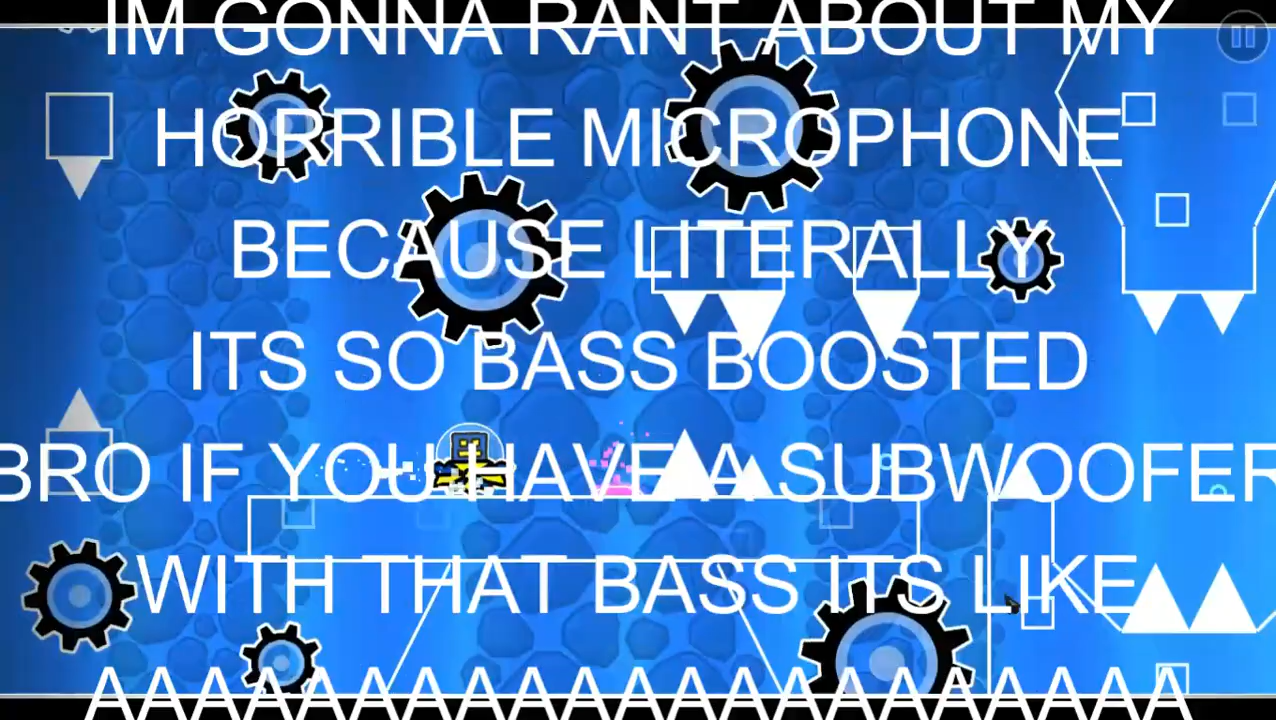 IM GONNA RANT ABOUT MY
HORRIBLE MICROPHONE
BECAUSE LITERALLY
ITS SO BASS BOOSTED
BRO IF YOU HAVE A SUBWOOFER
WITH THAT BASS ITS LIKE
AAAAAAAAAAAAAAAAAAAAAAAA